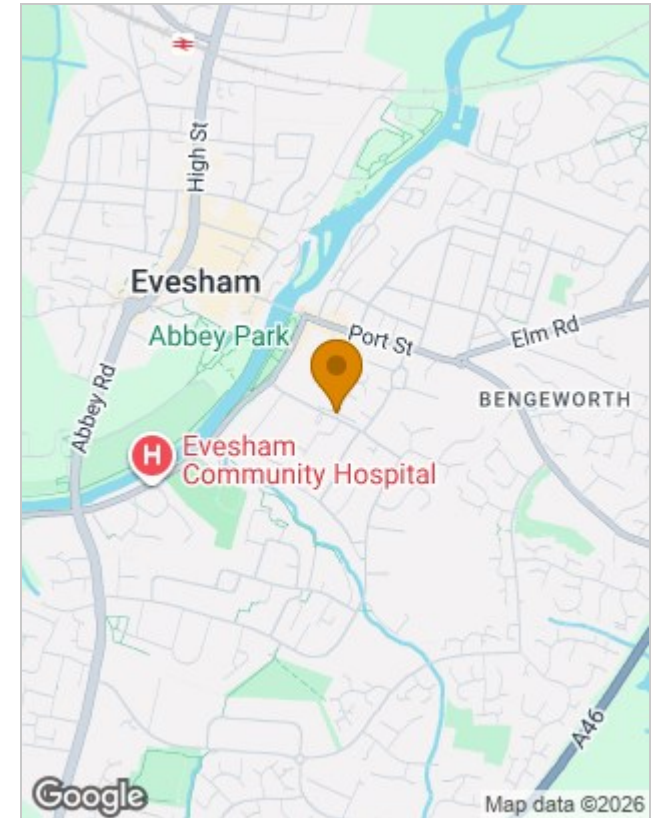 High St
Evesham
Abbey Park
Port St
Elm Rd
BENGEWORTH
Abbey Rd
H
Evesham
Community Hospital
A46
Google
Map data ©2026